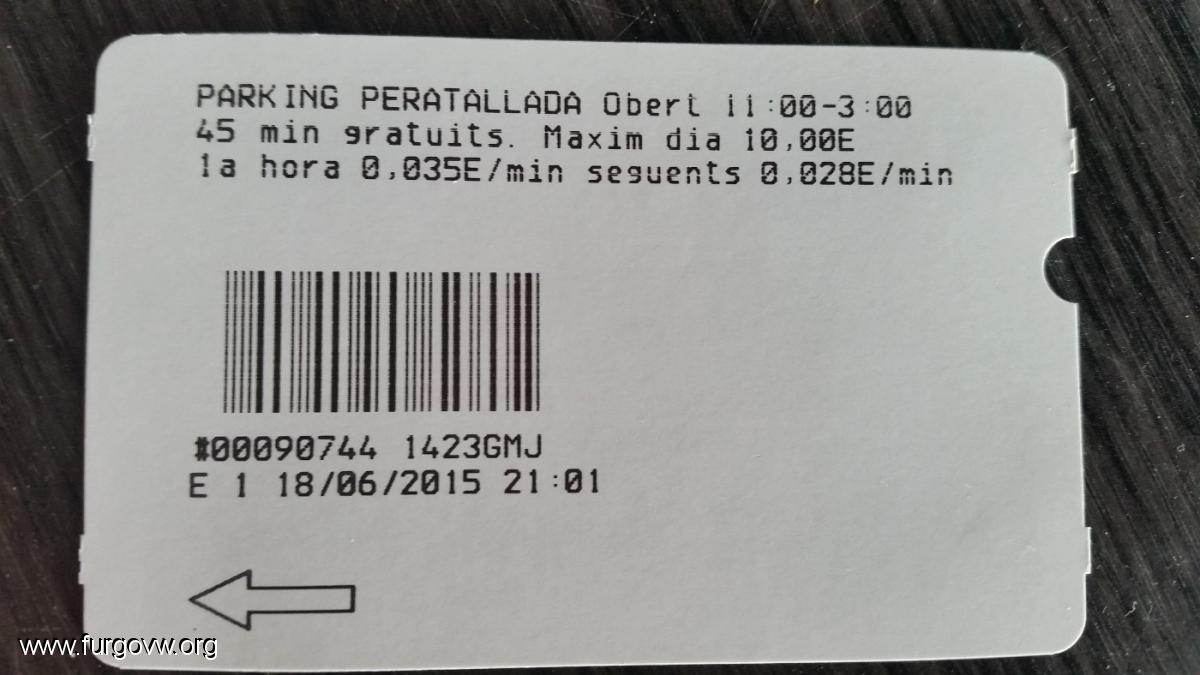 PARKING PERATALLADA Obert 11:00-3:00
45 min gratuits. Maxim dia 10,00E
1a hora 0,035E/min seguents 0,028E/min
#00090744 1423GMJ
E 1 18/06/2015 21:01
www.furgovw.org